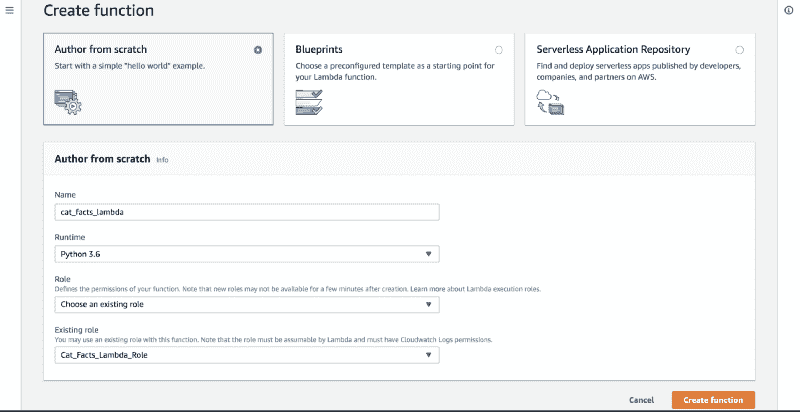 Create function
Author from scratch
Start with a simple "hello world" example.
Blueprints
Choose a preconfigured template as a starting point for
your Lambda function.
Serverless Application Repository
Find and deploy serverless apps published by developers,
companies, and partners on AWS.
Author from scratch Info
Name
cat_facts_lambda
Runtime
Python 3.6
Role
Defines the permissions of your function. Note that new roles may not be available for a few minutes after creation. Learn more about Lambda execution roles.
Choose an existing role
Existing role
You may use an existing role with this function. Note that the role must be assumable by Lambda and must have Cloudwatch Logs permissions.
Cat_Facts_Lambda_Role
Cancel
Create function